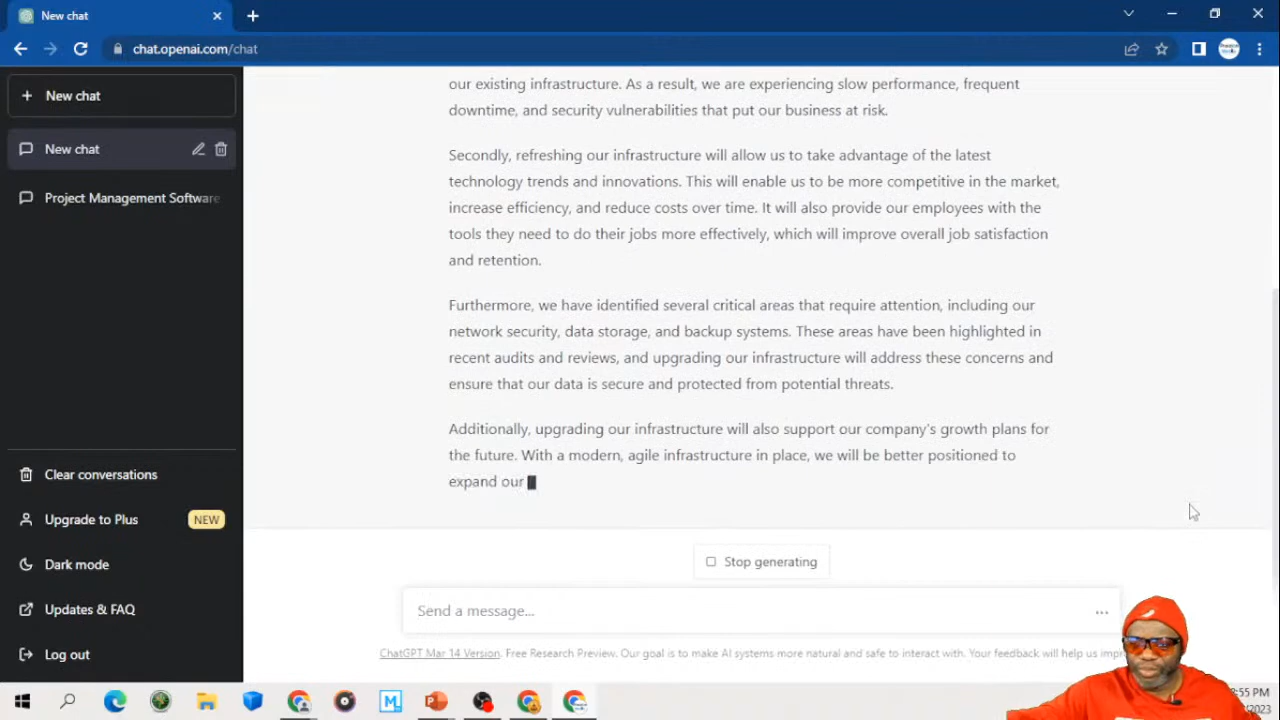 New chat
chat.openai.com/chat
New chat
New chat
Project Management Software
Clear conversations
Upgrade to Plus
NEW
Dark mode
Updates & FAQ
Log out
our existing infrastructure. As a result, we are experiencing slow performance, frequent
downtime, and security vulnerabilities that put our business at risk.
Secondly, refreshing our infrastructure will allow us to take advantage of the latest
technology trends and innovations. This will enable us to be more competitive in the market,
increase efficiency, and reduce costs over time. It will also provide our employees with the
tools they need to do their jobs more effectively, which will improve overall job satisfaction
and retention.
Furthermore, we have identified several critical areas that require attention, including our
network security, data storage, and backup systems. These areas have been highlighted in
recent audits and reviews, and upgrading our infrastructure will address these concerns and
ensure that our data is secure and protected from potential threats.
Additionally, upgrading our infrastructure will also support our company's growth plans for
the future. With a modern, agile infrastructure in place, we will be better positioned to
expand our
Stop generating
Send a message...
ChatGPT Mar 14 Version. Free Research Preview. Our goal is to make AI systems more natural and safe to interact with. Your feedback will help us
:55 PM
2023